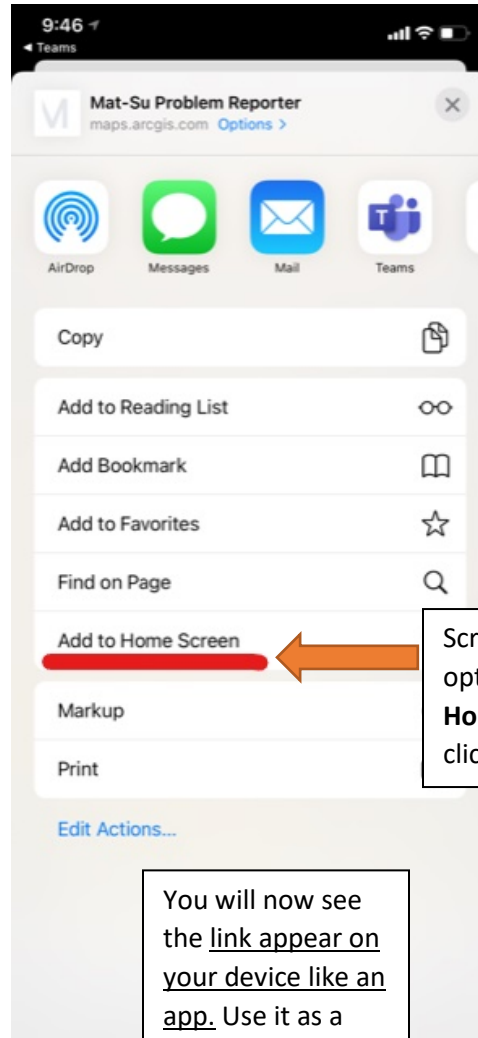 9:46
Teams
Mat-Su Problem Reporter
maps.arcgis.com Options >
AirDrop
Messages
Mail
Teams
Copy
Add to Reading List
Add Bookmark
Add to Favorites
Find on Page
Add to Home Screen
Markup
Print
Edit Actions...
You will now see
the link appear on
your device like an
app. Use it as a